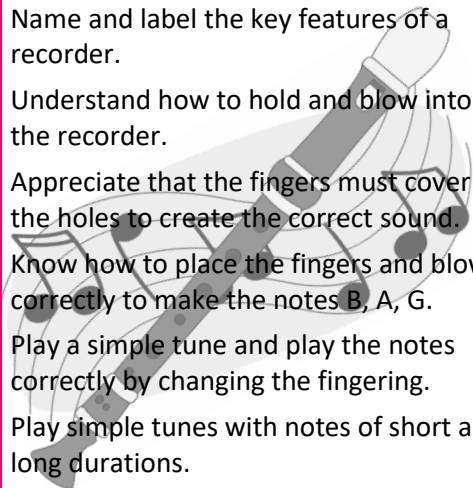 Name and label the key features of a
recorder.
Understand how to hold and blow into
the recorder.
Appreciate that the fingers must cover
the holes to create the correct sound.
Know how to place the fingers and blow
correctly to make the notes B, A, G.
Play a simple tune and play the notes
correctly by changing the fingering.
Play simple tunes with notes of short a
long durations.